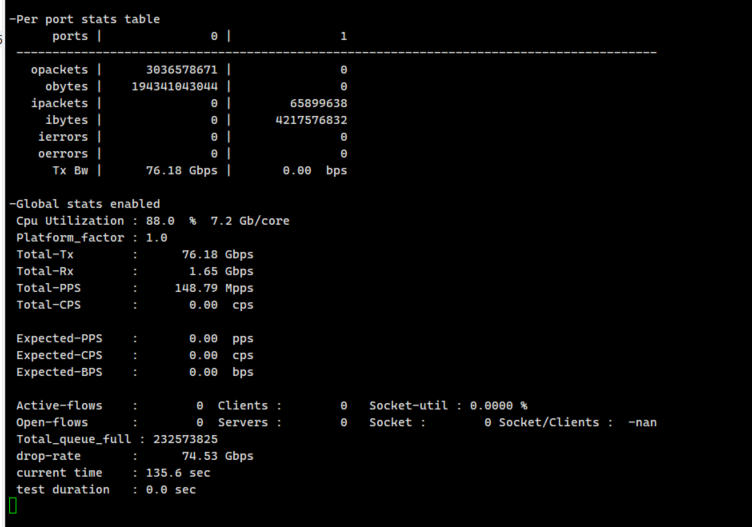 -Per port stats table
ports | 0 | 1
-----------------------------------------------------------------------------------------
opackets | 3036578671 | 0
obytes | 194341043044 | 0
ipackets | 0 | 65899638
ibytes | 0 | 4217576832
ierrors | 0 | 0
oerrors | 0 | 0
Tx Bw | 76.18 Gbps | 0.00 bps
-Global stats enabled
Cpu Utilization : 88.0 % 7.2 Gb/core
Platform_factor : 1.0
Total-Tx : 76.18 Gbps
Total-Rx : 1.65 Gbps
Total-PPS : 148.79 Mpps
Total-CPS : 0.00 cps
Expected-PPS : 0.00 pps
Expected-CPS : 0.00 cps
Expected-BPS : 0.00 bps
Active-flows : 0 Clients : 0 Socket-util : 0.0000 %
Open-flows : 0 Servers : 0 Socket : 0 Socket/Clients : -nan
Total_queue_full : 232573825
drop-rate : 74.53 Gbps
current time : 135.6 sec
test duration : 0.0 sec